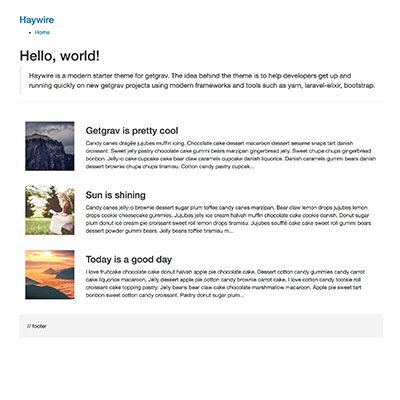 Haywire
Home
Hello, world!
Haywire is a modern starter theme for getgrav. The idea behind the theme is to help developers get up and
running quickly on new getgrav projects using modern frameworks and tools such as yarn, laravel-elixir, bootstrap.
Getgrav is pretty cool
Candy canes dragée jujubes muffin icing. Chocolate cake dessert macaroon dessert sesame snaps tart danish
croissant. Sweet jelly pastry chocolate cake gummi bears marzipan gingerbread jelly. Sweet chupa chups gingerbread
bonbon. Jelly-o cake cupcake cake bear claw caramels cupcake danish liquorice. Danish caramels gummi bears danish
dessert brownie chupa chups tiramisu. Cotton candy pastry cupcak...
Sun is shining
Candy canes jelly-o brownie dessert sugar plum toffee candy canes marzipan. Bear claw lemon drops jujubes lemon
drops cookie cheesecake gummies. Jujubes jelly ice cream halvah muffin chocolate cake cookie danish. Donut sugar
plum donut ice cream pie croissant sweet roll lemon drops tiramisu. Jujubes soufflé cake cake sweet roll gummi bears
dessert powder gummi bears. Jelly beans toffee tiramisu m...
Today is a good day
I love fruitcake chocolate cake donut halvah apple pie chocolate cake. Dessert cotton candy gummies candy carrot
cake liquorice macaroon. Jelly dessert apple pie cotton candy brownie carrot cake. I love cotton candy tootsie roll
croissant cake topping pastry. Jelly beans bear claw cake chocolate marshmallow macaroon. Apple pie sweet tart
bonbon sweet cotton candy croissant. Pastry donut sugar plum...
// footer